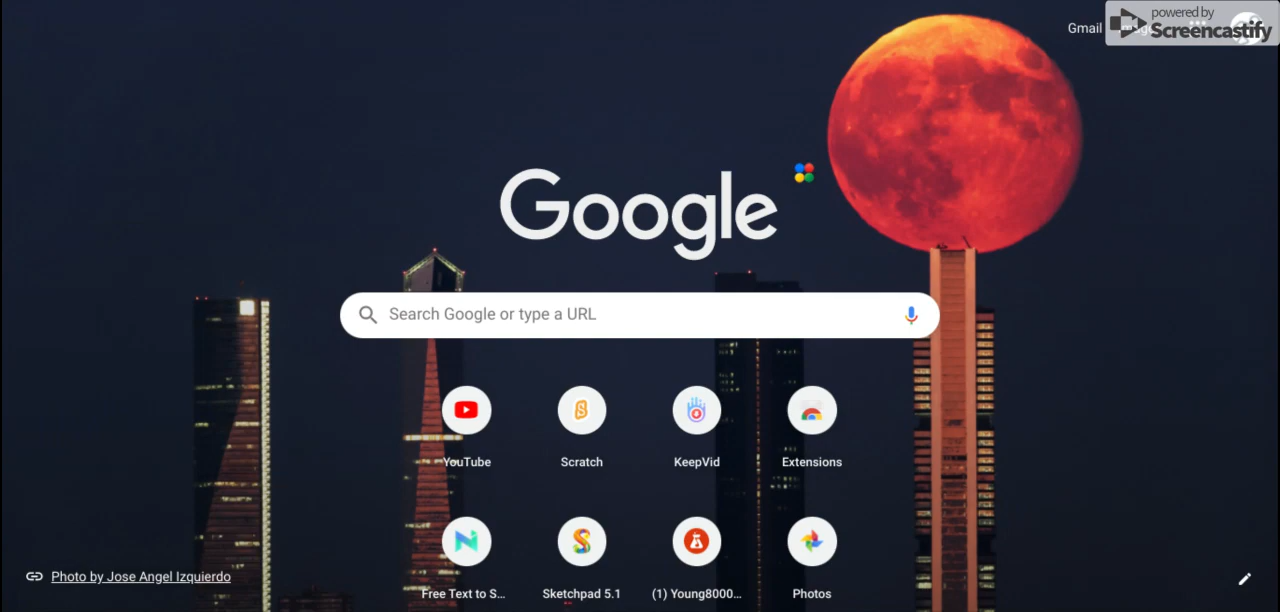 powered by
Screencastify
Gmail
Google
Search Google or type a URL
YouTube
Scratch
KeepVid
Extensions
Free Text to S...
Sketchpad 5.1
(1) Young8000...
Photos
Photo by Jose Angel Izquierdo